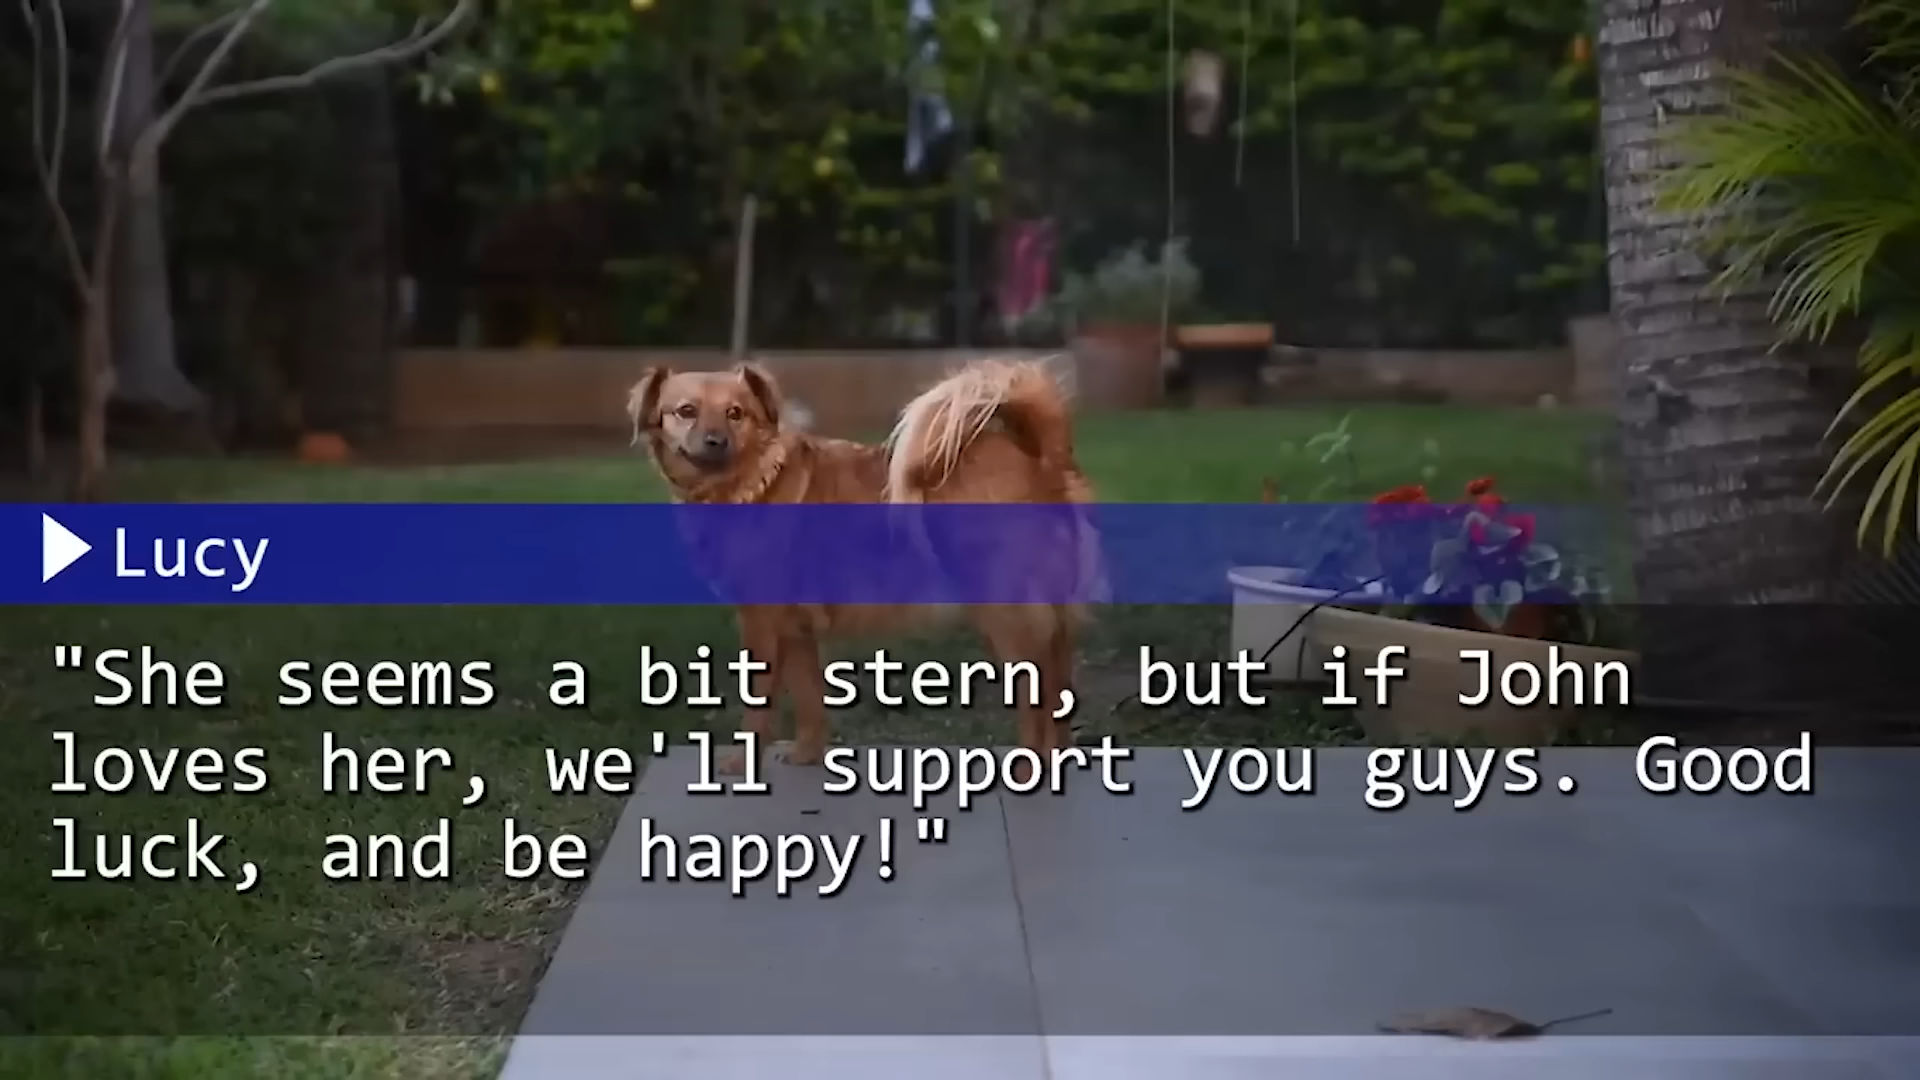 Lucy
"She seems a bit stern, but if John
loves her, we'll support you guys. Good
luck, and be happy!"